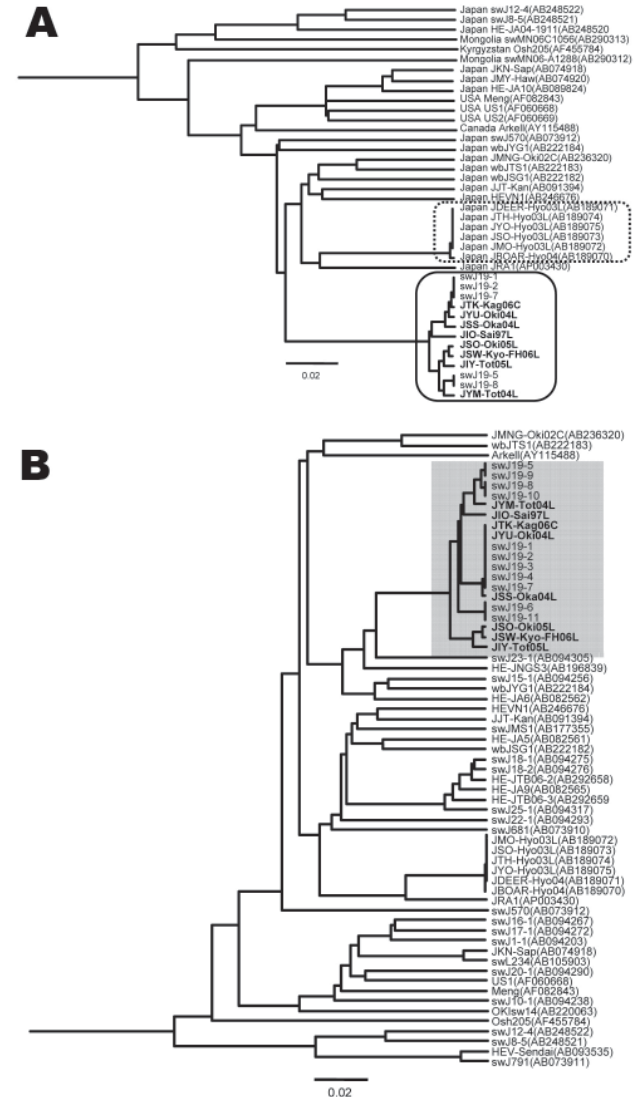 A
Japan swJ12-4(AB248522)
Japan swJ8-5(AB248521)
Japan HE-JA04-1911(AB248520
Mongolia swMN06C1056(AB290313)
Kyrgyzstan Osh205(AF455784)
Mongolia swMN06-A1288(AB290312)
Japan JKN-Sap(AB074918)
Japan JMY-Haw(AB074920)
Japan HE-JA10(AB089824)
USA Meng(AF082843)
USA US1(AF060668)
USA US2(AF060669)
Canada Arkell(AY115488)
Japan swJ570(AB073912)
Japan wbJYG1(AB222184)
Japan JMNG-Oki02C(AB236320)
Japan wbJTS1(AB222183)
Japan wbJSG1(AB222182)
Japan JJT-Kan(AB091394)
Japan HEVN1(AB246676)
Japan JDEER-Hyo03L(AB189071)
Japan JTH-Hyo03L(AB189074)
Japan JYO-Hyo03L(AB189075)
Japan JSO-Hyo03L(AB189073)
Japan JMO-Hyo03L(AB189072)
Japan JBOAR-Hyo04(AB189070)
Japan JRA1(AP003430)
swJ19-1
swJ19-2
swJ19-7
JTK-Kag06C
JYU-Oki04L
JSS-Oka04L
JIO-Sai97L
JSO-Oki05L
JSW-Kyo-FH06L
JIY-Tot05L
swJ19-5
swJ19-8
JYM-Tot04L
0.02
B
JMNG-Oki02C(AB236320)
wbJTS1(AB222183)
Arkell(AY115488)
swJ19-5
swJ19-9
swJ19-8
swJ19-10
JYM-Tot04L
JIO-Sai97L
JTK-Kag06C
JYU-Oki04L
swJ19-1
swJ19-2
swJ19-3
swJ19-4
swJ19-7
JSS-Oka04L
swJ19-6
swJ19-11
JSO-Oki05L
JSW-Kyo-FH06L
JIY-Tot05L
swJ23-1(AB094305)
HE-JNGS3(AB196839)
swJ15-1(AB094256)
wbJYG1(AB222184)
HE-JA6(AB082562)
HEVN1(AB246676)
JJT-Kan(AB091394)
swJMS1(AB177355)
HE-JA5(AB082561)
wbJSG1(AB222182)
swJ18-1(AB094275)
swJ18-2(AB094276)
HE-JTB06-2(AB292658)
HE-JA9(AB082565)
HE-JTB06-3(AB292659
swJ25-1(AB094317)
swJ22-1(AB094293)
swJ681(AB073910)
JMO-Hyo03L(AB189072)
JSO-Hyo03L(AB189073)
JTH-Hyo03L(AB189074)
JYO-Hyo03L(AB189075)
JDEER-Hyo04(AB189071)
JBOAR-Hyo04(AB189070)
JRA1(AP003430)
swJ570(AB073912)
swJ16-1(AB094267)
swJ17-1(AB094272)
swJ1-1(AB094203)
JKN-Sap(AB074918)
swL234(AB105903)
swJ20-1(AB094290)
US1(AF060668)
Meng(AF082843)
swJ10-1(AB094238)
OKIsw14(AB220063)
Osh205(AF455784)
swJ12-4(AB248522)
swJ8-5(AB248521)
HEV-Sendai(AB093535)
swJ791(AB073911)
0.02